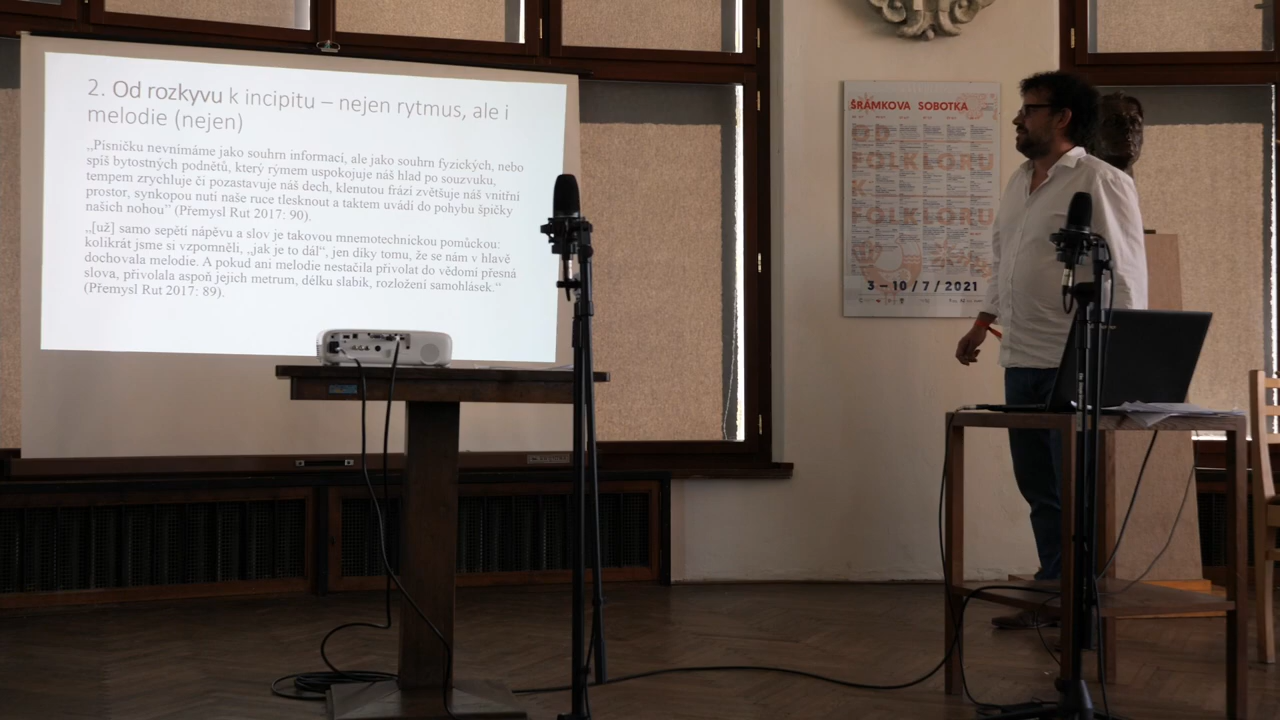 2. Od rozkyvu k incipitu – nejen rytmus, ale i
melodie (nejen)
„Písničku nevnímáme jako souhrn informací, ale jako souhrn fyzických, nebo
spíš bytostných podnětů, který rýmem uspokojuje náš hlad po souzvuku,
tempem zrychluje či pozastavuje náš dech, klenutou frází zvětšuje náš vnitřní
prostor, synkopou nutí naše ruce tlesknout a taktem uvádí do pohybu špičky
našich nohou“ (Přemysl Rut 2017: 90).
„[už] samo sepětí nápěvu a slov je takovou mnemotechnickou pomůckou:
kolikrát jsme si vzpomněli, „jak je to dál“, jen díky tomu, že se nám v hlavě
dochovala melodie. A pokud ani melodie nestačila přivolat do vědomí přesná
slova, přivolala aspoň jejich metrum, délku slabik, rozložení samohlásek.“
(Přemysl Rut 2017: 89).
ŠRÁMKOVA SOBOTKA
OD
FOLKLORU
K
FOLKLORU
3 – 10 / 7 / 2021